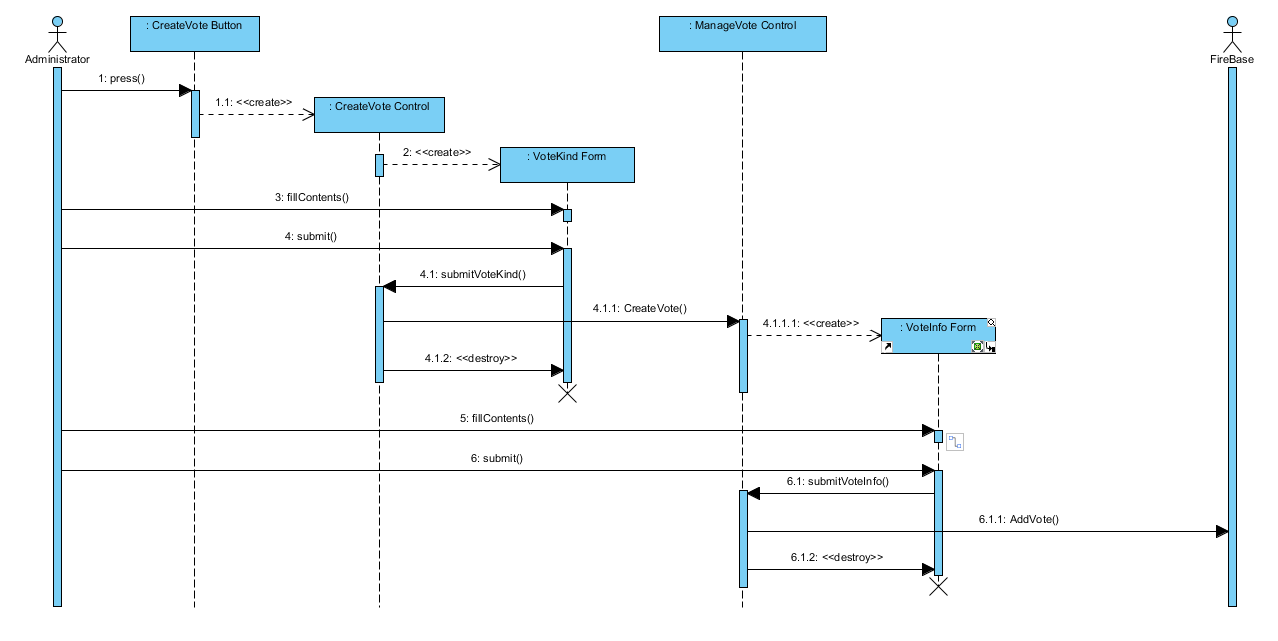 : CreateVote Button
: ManageVote Control
Administrator
FireBase
1: press()
1.1: <<create>>
: CreateVote Control
2: <<create>>
: VoteKind Form
3: fillContents()
4: submit()
4.1: submitVoteKind()
4.1.1: CreateVote()
4.1.1.1: <<create>>
: VoteInfo Form
4.1.2: <<destroy>>
5: fillContents()
6: submit()
6.1: submitVoteInfo()
6.1.1: AddVote()
6.1.2: <<destroy>>